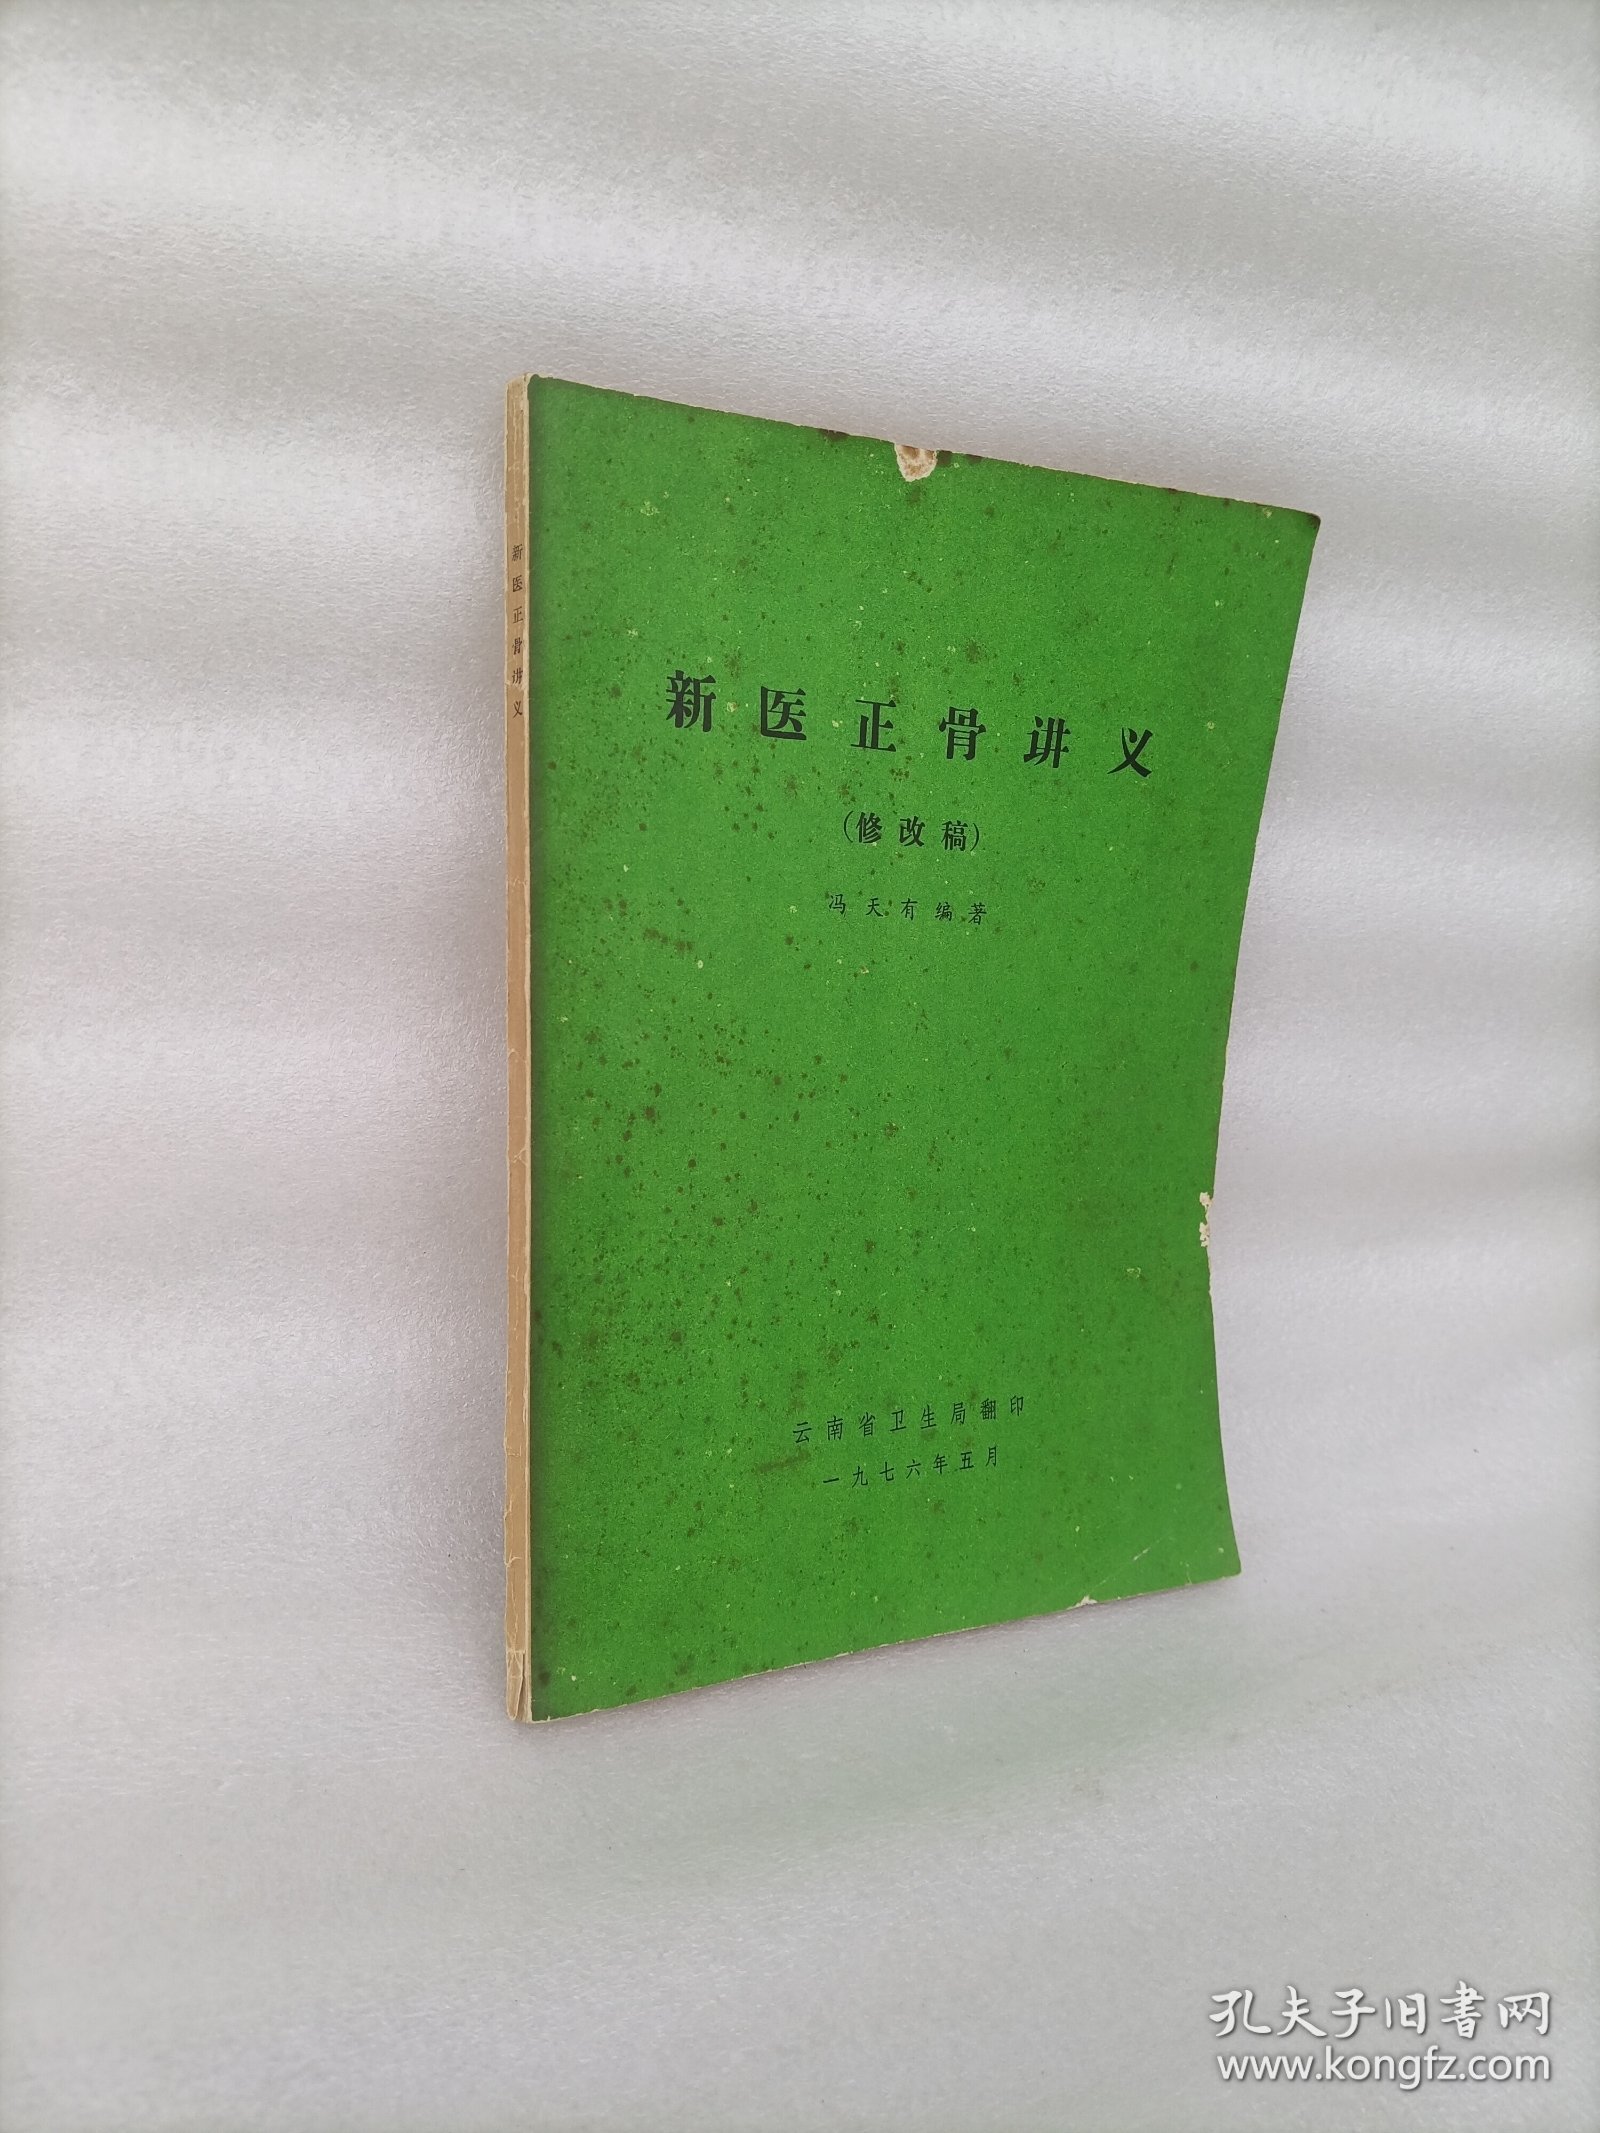 新医正骨讲义
新医正骨讲义
(修改稿)
冯天有编著
云南省卫生局翻印
一九七六年五月
孔夫子旧书网
www.kongfz.com